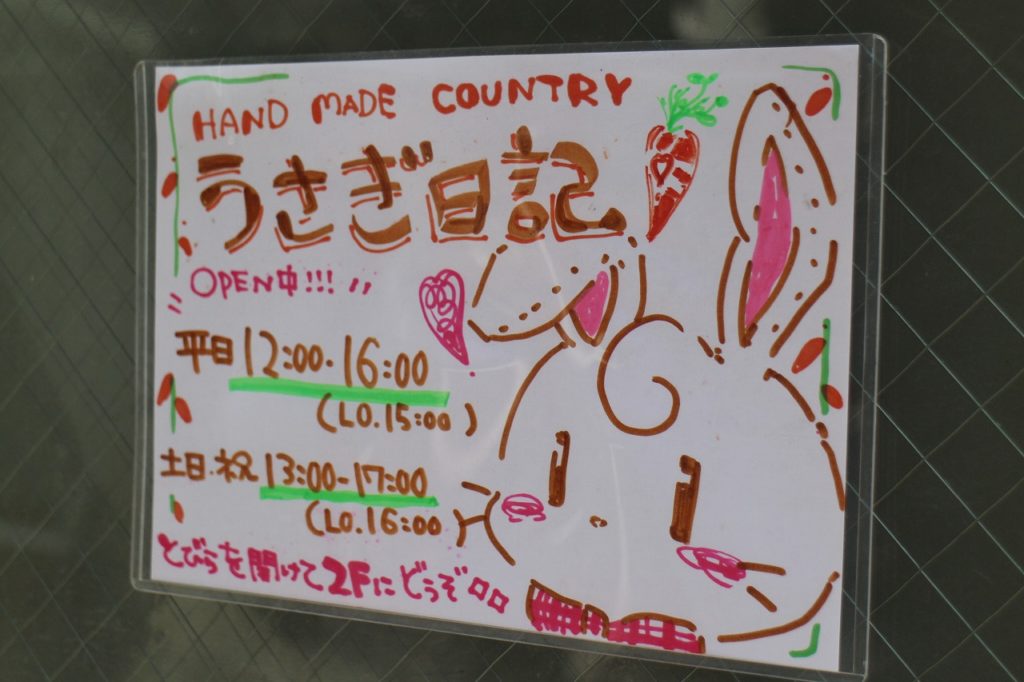 HAND MADE COUNTRY
うさぎ日記
OPEN中!!!
平日 12:00-16:00
(LO.15:00)
土日・祝 13:00-17:00
(LO.16:00
とびらを開けて2Fにどうぞ